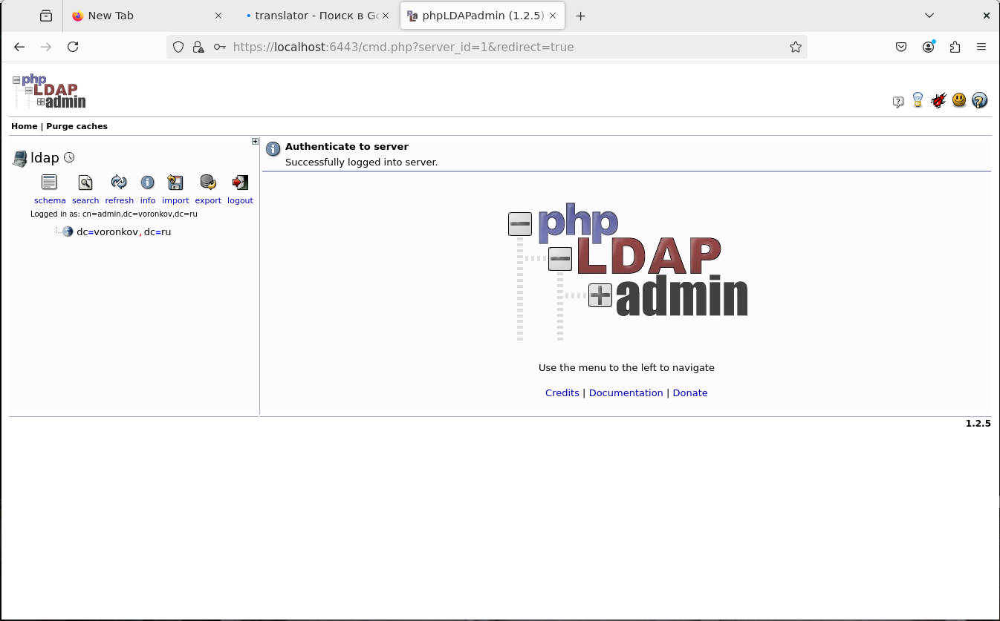 New Tab
translator - Поиск в Go
phpLDAPadmin (1.2.5)
https://localhost:6443/cmd.php?server_id=1&redirect=true
php
LDAP
admin
Home | Purge caches
ldap
schema search refresh info import export logout
Logged in as: cn=admin,dc=voronkov,dc=ru
dc=voronkov,dc=ru
Authenticate to server
Successfully logged into server.
php
LDAP
admin
Use the menu to the left to navigate
Credits | Documentation | Donate
1.2.5